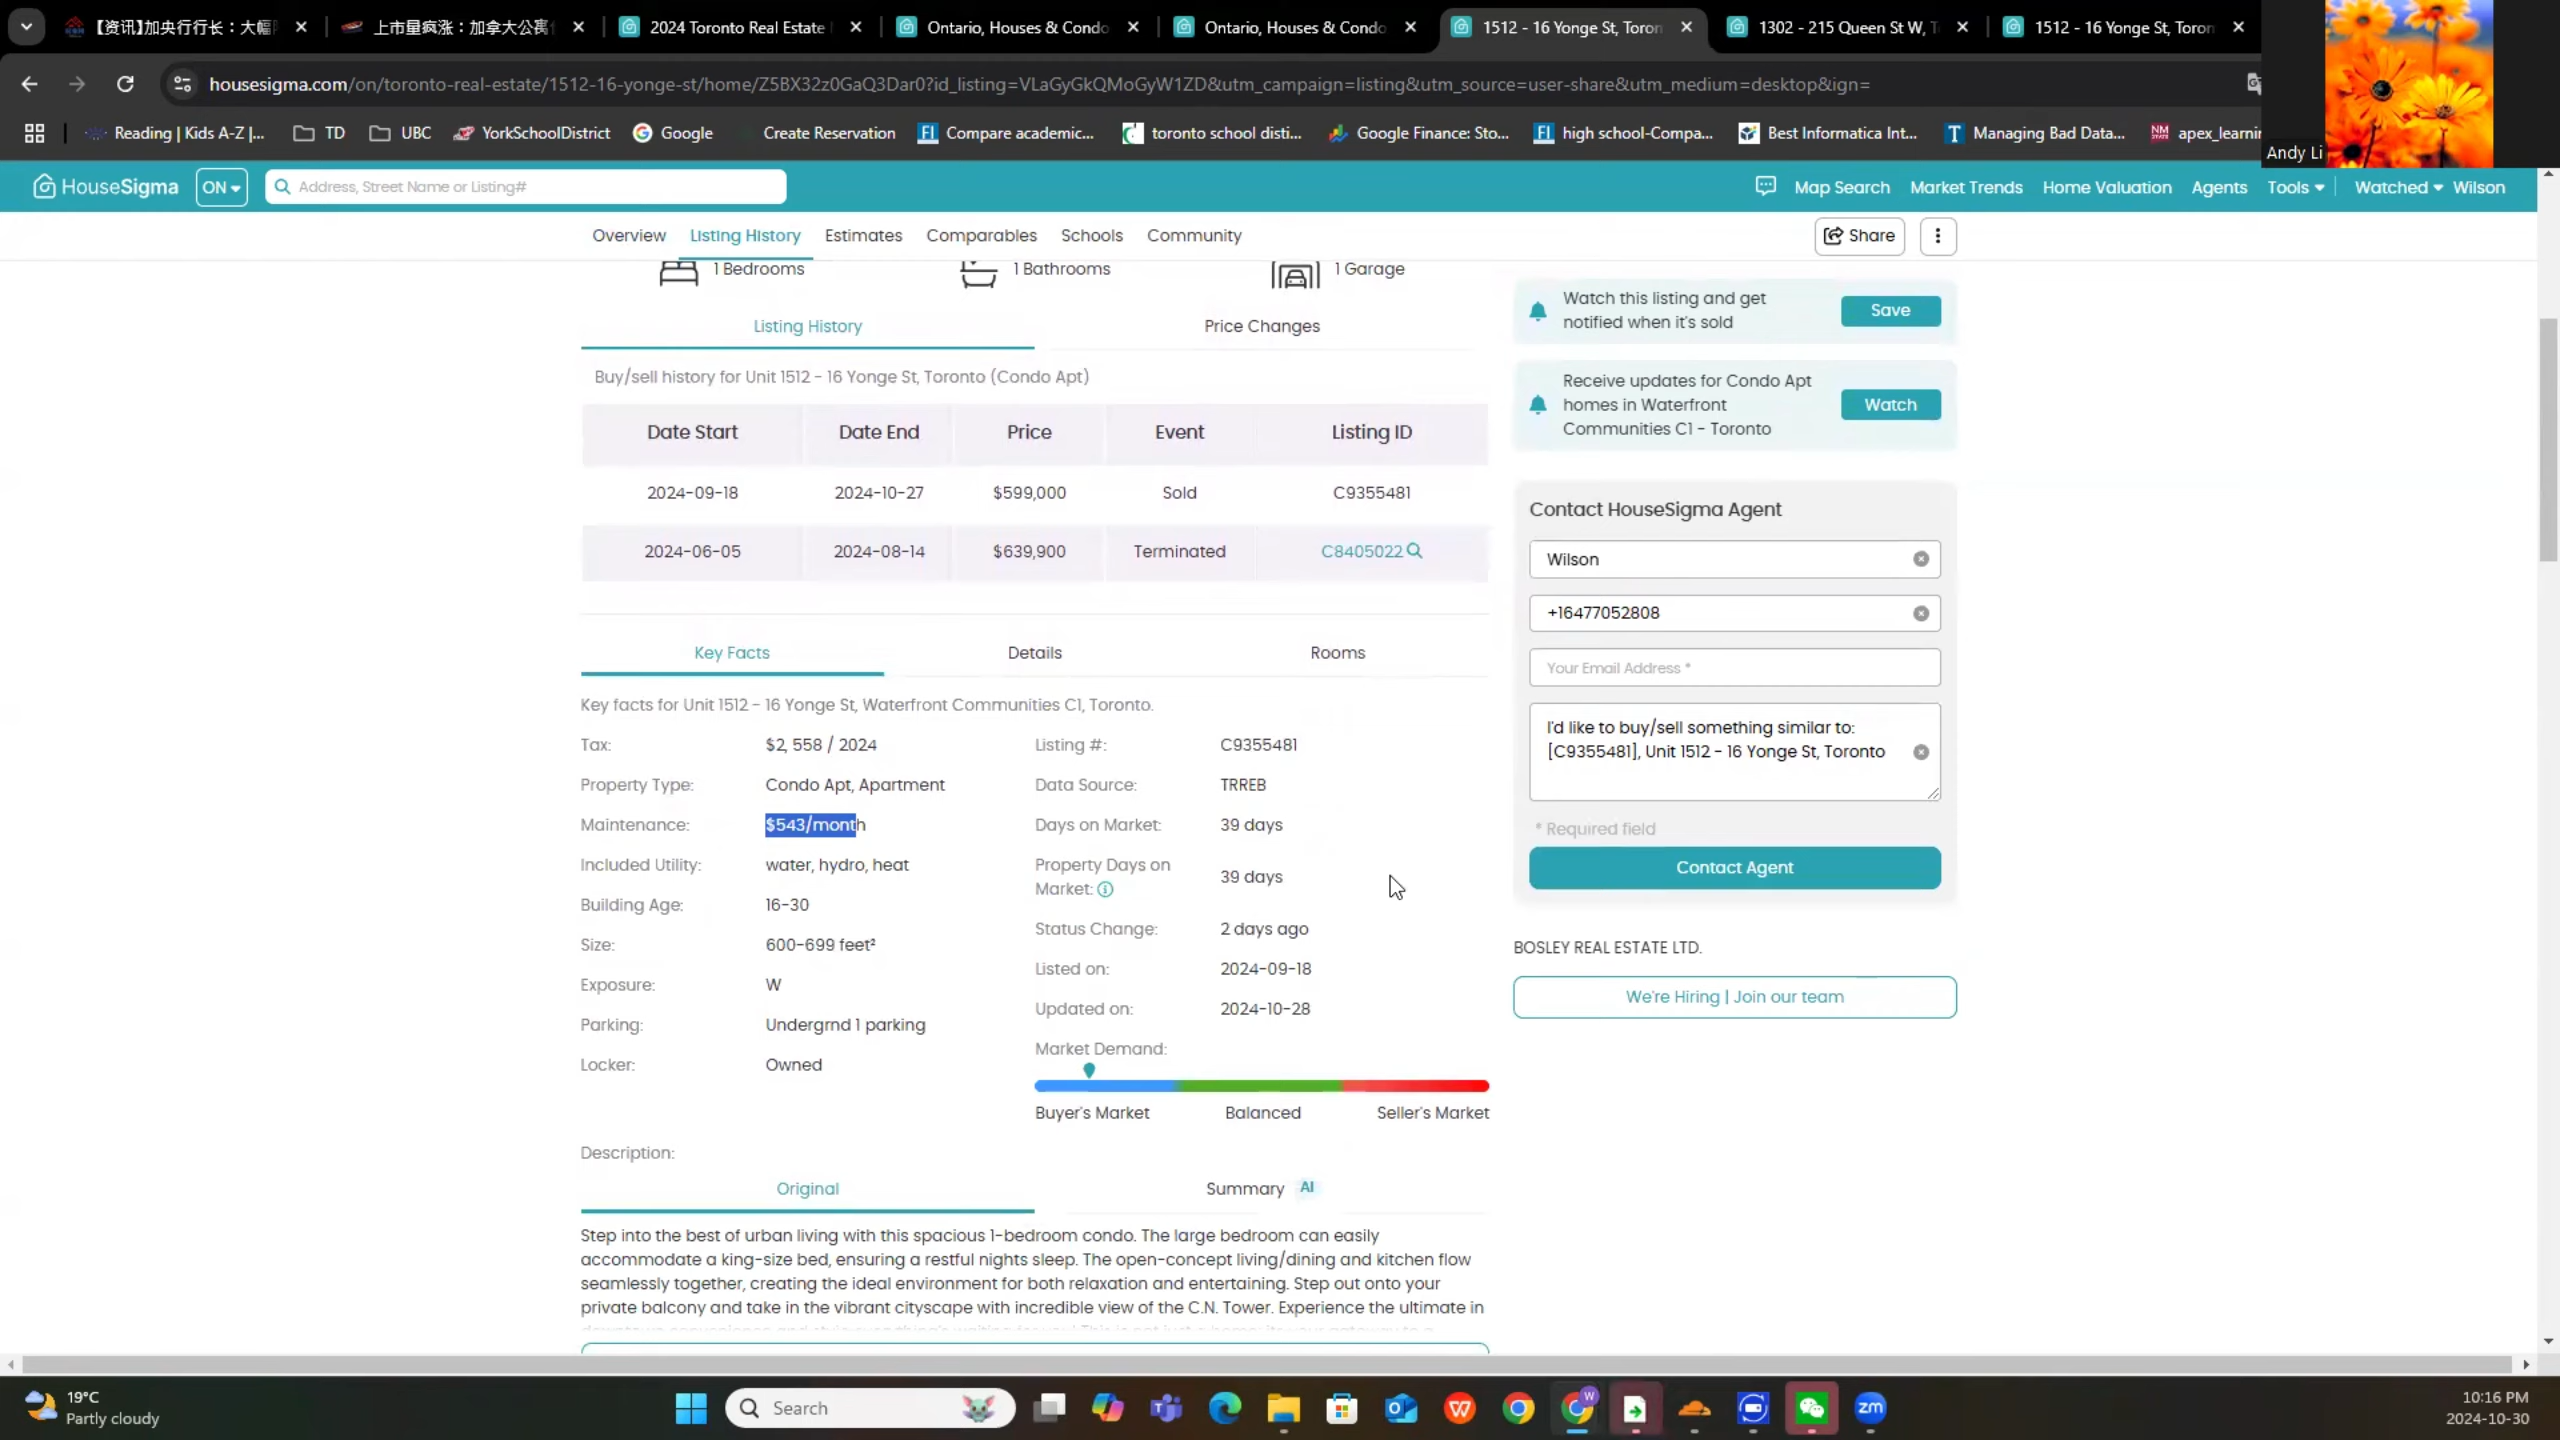 【资讯】加央行行长：大幅
上市量疯涨：加拿大公寓
2024 Toronto Real Estate
Ontario, Houses & Condo
Ontario, Houses & Condo
1512 - 16 Yonge St, Toron
1302 - 215 Queen St W, T
1512 - 16 Yonge St, Toron
housesigma.com/on/toronto-real-estate/1512-16-yonge-st/home/Z5BX32z0GaQ3Dar0?id_listing=VLaGyGkQMoGyW1ZD&utm_campaign=listing&utm_source=user-share&utm_medium=desktop&ign=
Reading | Kids A-Z |...
TD
UBC
YorkSchoolDistrict
Google
Create Reservation
Compare academic...
toronto school disti...
Google Finance: Sto...
high school-Compa...
Best Informatica Int...
Managing Bad Data...
apex_learnin
Andy Li
HouseSigma
ON
Address, Street Name or Listing#
Map Search
Market Trends
Home Valuation
Agents
Tools
Watched
Wilson
Overview
Listing History
Estimates
Comparables
Schools
Community
Share
1 Bedrooms
1 Bathrooms
1 Garage
Listing History
Price Changes
Buy/sell history for Unit 1512 - 16 Yonge St, Toronto (Condo Apt)
Date Start Date End Price Event Listing ID
2024-09-18 2024-10-27 $599,000 Sold C9355481
2024-06-05 2024-08-14 $639,900 Terminated C8405022
Key Facts
Details
Rooms
Key facts for Unit 1512 - 16 Yonge St, Waterfront Communities C1, Toronto.
Tax: $2, 558 / 2024
Property Type: Condo Apt, Apartment
Maintenance: $543/month
Included Utility: water, hydro, heat
Building Age: 16-30
Size: 600-699 feet²
Exposure: W
Parking: Undergrnd 1 parking
Locker: Owned
Listing #: C9355481
Data Source: TRREB
Days on Market: 39 days
Property Days on
Market: 39 days
Status Change: 2 days ago
Listed on: 2024-09-18
Updated on: 2024-10-28
Market Demand:
Buyer's Market
Balanced
Seller's Market
Description:
Original
Summary AI
Step into the best of urban living with this spacious 1-bedroom condo. The large bedroom can easily
accommodate a king-size bed, ensuring a restful nights sleep. The open-concept living/dining and kitchen flow
seamlessly together, creating the ideal environment for both relaxation and entertaining. Step out onto your
private balcony and take in the vibrant cityscape with incredible view of the C.N. Tower. Experience the ultimate in
Watch this listing and get
notified when it's sold
Save
Receive updates for Condo Apt
homes in Waterfront
Communities C1 - Toronto
Watch
Contact HouseSigma Agent
Wilson
+16477052808
Your Email Address *
I'd like to buy/sell something similar to:
[C9355481], Unit 1512 - 16 Yonge St, Toronto
* Required field
Contact Agent
BOSLEY REAL ESTATE LTD.
We're Hiring | Join our team
19°C
Partly cloudy
Search
zm
10:16 PM
2024-10-30